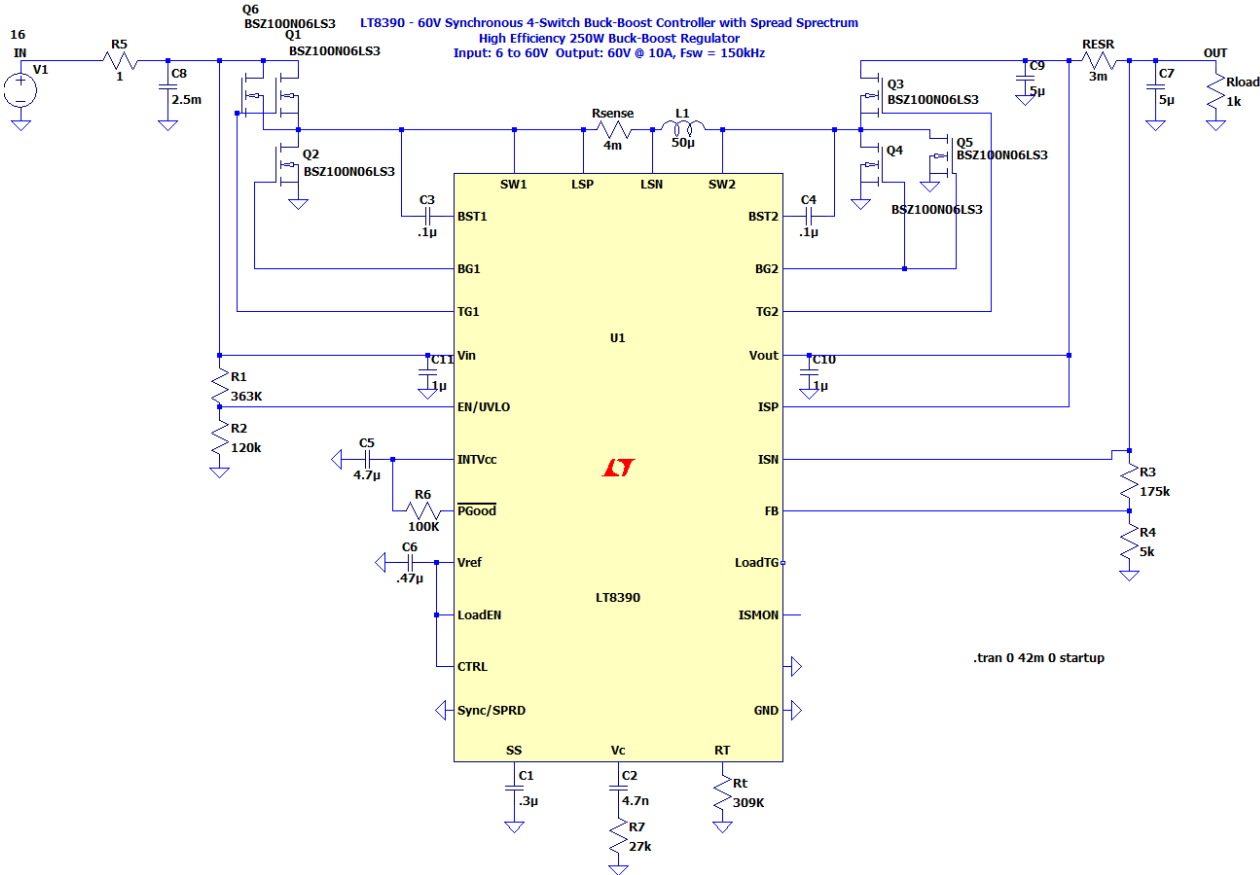 Q6
BSZ100N06LS3
LT8390 - 60V Synchronous 4-Switch Buck-Boost Controller with Spread Spectrum
High Efficiency 250W Buck-Boost Regulator
Input: 6 to 60V Output: 60V @ 10A, Fsw = 150kHz
Q1
BSZ100N06LS3
16
IN
V1
R5
1
C8
2.5m
Q2
BSZ100N06LS3
Rsense
4m
L1
50µ
Q3
BSZ100N06LS3
C9
5µ
RESR
3m
OUT
C7
5µ
Rload
1k
Q4
Q5
BSZ100N06LS3
BSZ100N06LS3
SW1
LSP
LSN
SW2
C3
.1µ
BST1
BST2
C4
.1µ
BG1
BG2
TG1
TG2
U1
Vin
Vout
C11
1µ
C10
1µ
R1
363K
EN/UVLO
ISP
R2
120k
C5
4.7µ
INTVcc
ISN
R3
175k
R6
100K
PGood
FB
R4
5k
C6
.47µ
Vref
LoadTG
LT8390
LoadEN
ISMON
CTRL
.tran 0 42m 0 startup
Sync/SPRD
GND
SS
Vc
RT
C1
.3µ
C2
4.7n
Rt
309K
R7
27k